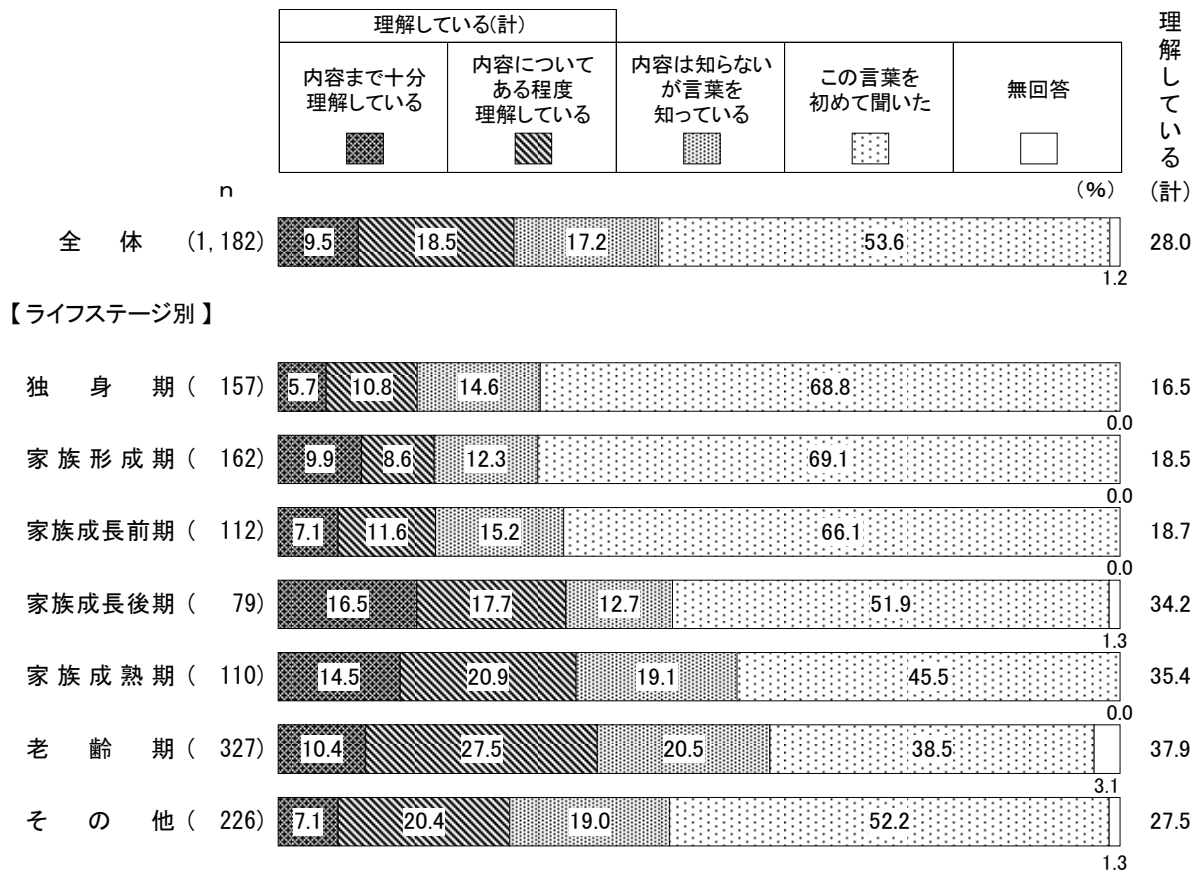 理解している(計)
内容まで十分
理解している
内容について
ある程度
理解している
内容は知らない
が言葉を
知っている
この言葉を
初めて聞いた
無回答
理解している
(計)
n
(%)
全体 (1,182) 9.5 18.5 17.2 53.6 28.0
1.2
【ライフステージ別】
独身期 ( 157) 5.7 10.8 14.6 68.8 16.5
0.0
家族形成期 ( 162) 9.9 8.6 12.3 69.1 18.5
0.0
家族成長前期 ( 112) 7.1 11.6 15.2 66.1 18.7
0.0
家族成長後期 ( 79) 16.5 17.7 12.7 51.9 34.2
1.3
家族成熟期 ( 110) 14.5 20.9 19.1 45.5 35.4
0.0
老齢期 ( 327) 10.4 27.5 20.5 38.5 37.9
3.1
その他 ( 226) 7.1 20.4 19.0 52.2 27.5
1.3